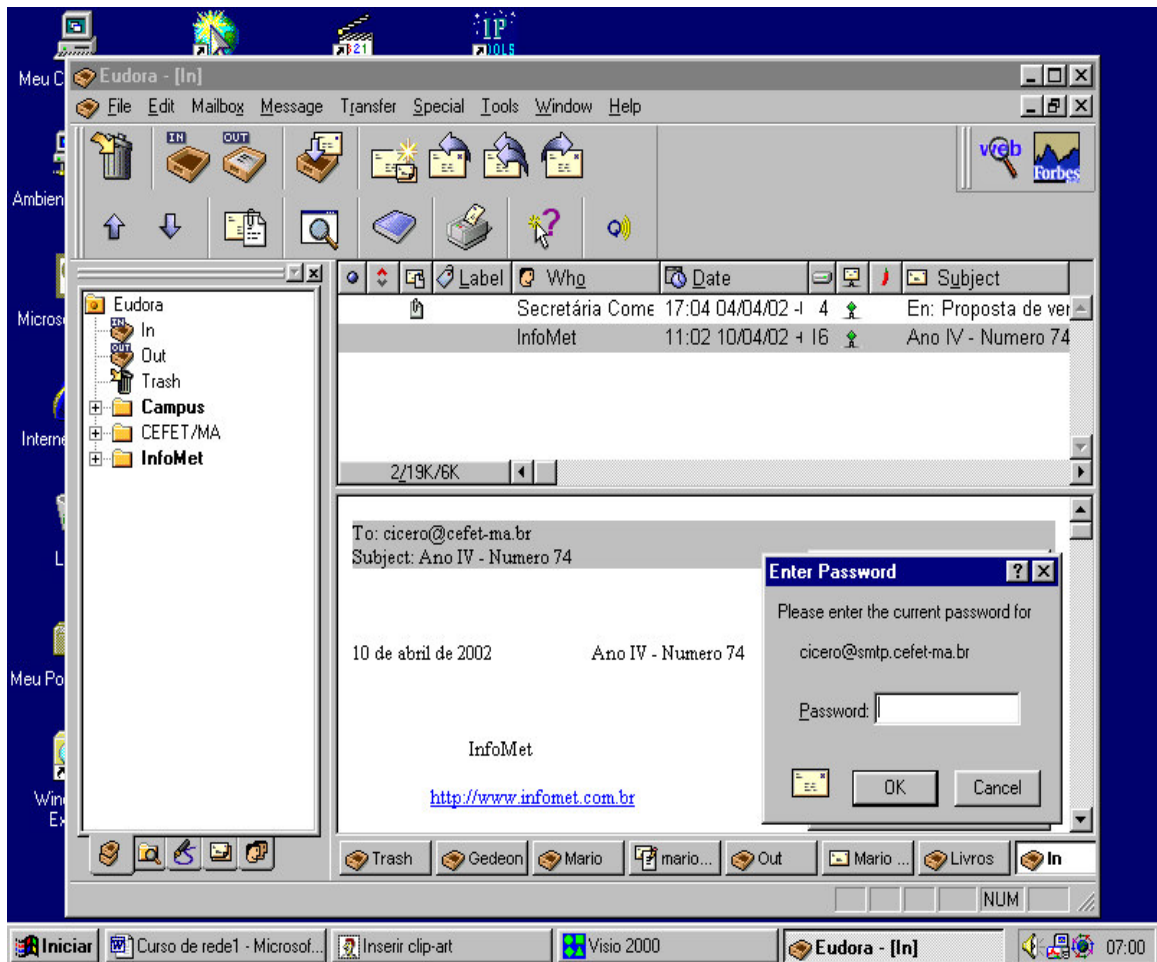 IP
B21
OOLS
Meu C
Eudora - [In]
File Edit Mailbox Message Transfer Special Tools Window Help
IN OUT
web
Forbes
Ambien
Label Who Date Subject
Eudora
In
Out
Trash
Campus
CEFET/MA
InfoMet
Secretária Come 17:04 04/04/02 -I 4 En: Proposta de ver
InfoMet 11:02 10/04/02 + 16 Ano IV - Numero 74
Micros
Interne
2/19K/6K
To: cicero@cefet-ma.br
Subject: Ano IV - Numero 74
L
10 de abril de 2002 Ano IV - Numero 74
Meu Po
InfoMet
http://www.infomet.com.br
Win
Ex
Enter Password
Please enter the current password for
cicero@smtp.cefet-ma.br
Password:
OK Cancel
Trash Gedeon Mario mario... Out Mario ... Livros In
NUM
Iniciar Curso de rede1 - Microsof... Inserir clip-art Visio 2000 Eudora - [In] 07:00